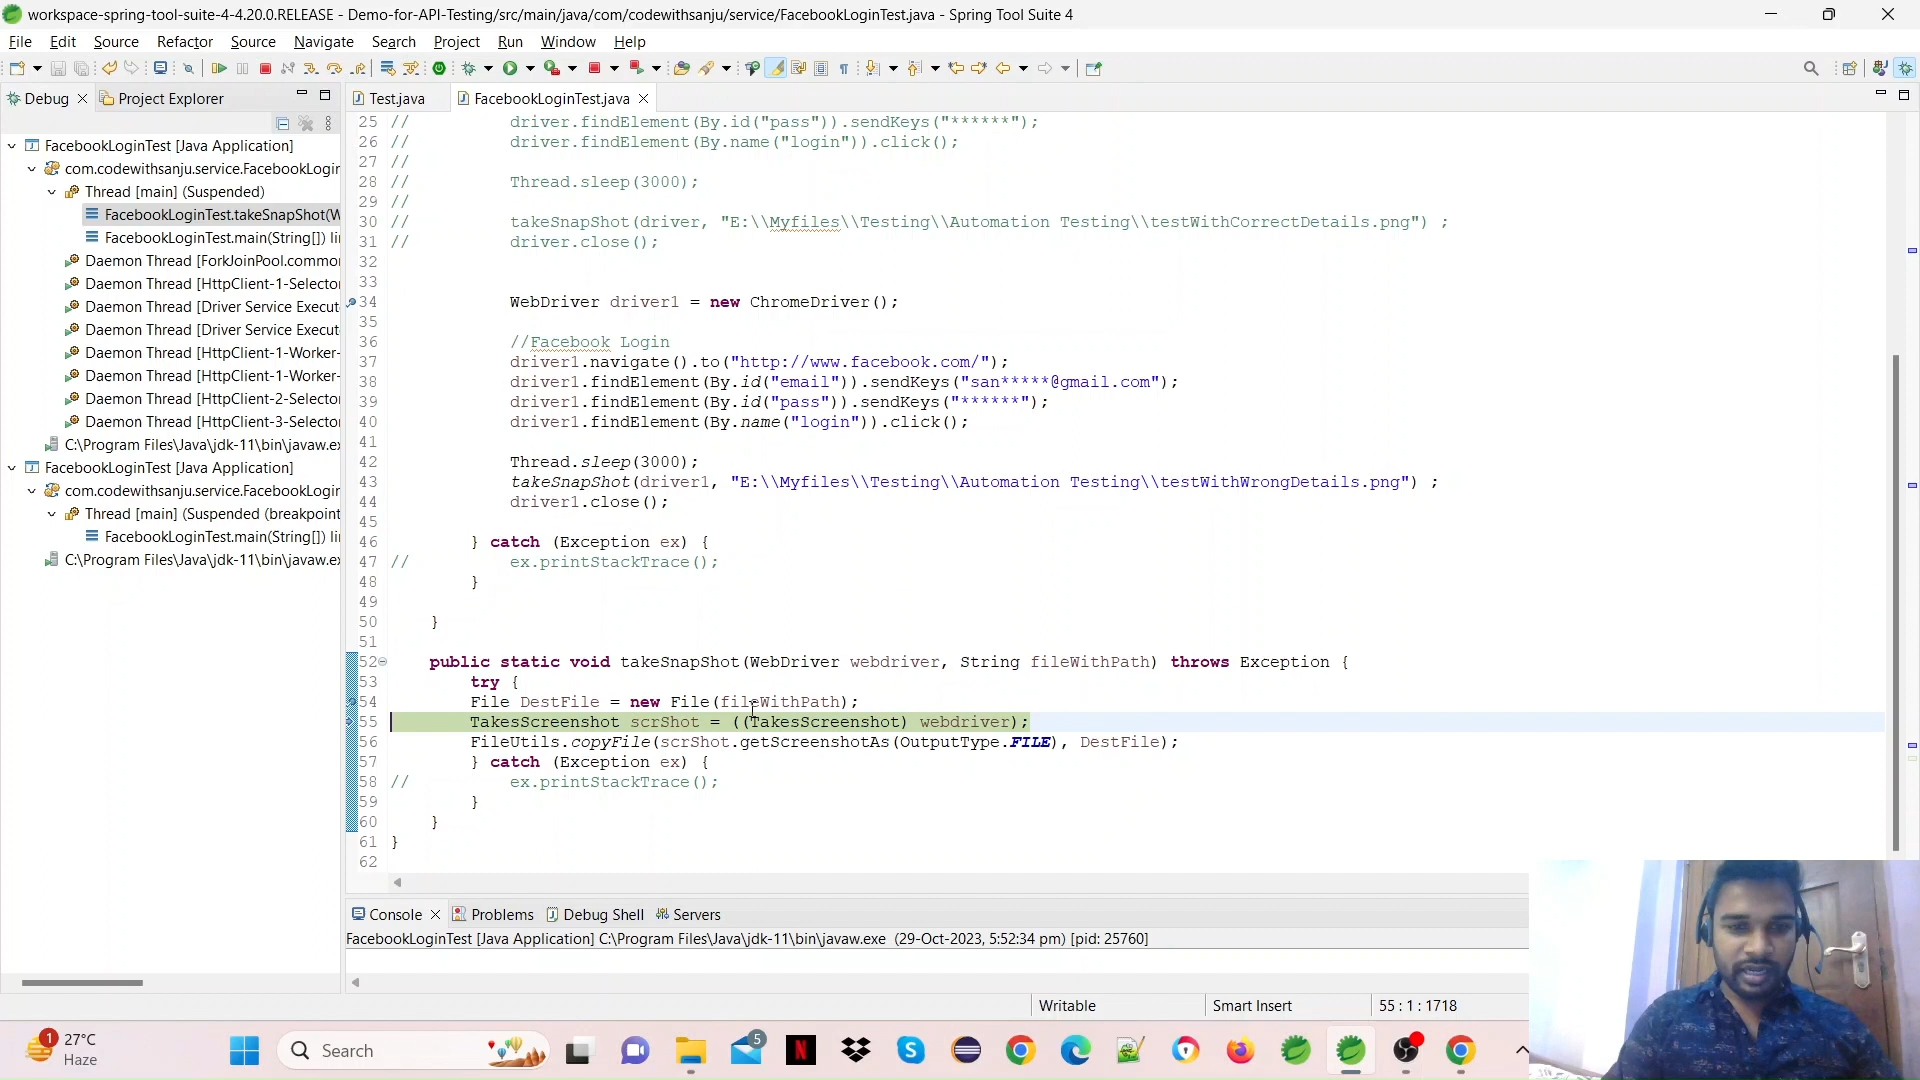 workspace-spring-tool-suite-4-4.20.0.RELEASE - Demo-for-API-Testing/src/main/java/com/codewithsanju/service/FacebookLoginTest.java - Spring Tool Suite 4
File Edit Source Refactor Source Navigate Search Project Run Window Help
Debug Project Explorer
FacebookLoginTest [Java Application]
com.codewithsanju.service.FacebookLogin
Thread [main] (Suspended)
FacebookLoginTest.takeSnapShot(W
FacebookLoginTest.main(String[]) li
Daemon Thread [ForkJoinPool.commo
Daemon Thread [HttpClient-1-Selecto
Daemon Thread [Driver Service Execut
Daemon Thread [Driver Service Execut
Daemon Thread [HttpClient-1-Worker-
Daemon Thread [HttpClient-1-Worker-
Daemon Thread [HttpClient-2-Selecto
Daemon Thread [HttpClient-3-Selecto
C:\Program Files\Java\jdk-11\bin\javaw.ex
FacebookLoginTest [Java Application]
com.codewithsanju.service.FacebookLogin
Thread [main] (Suspended (breakpoint
FacebookLoginTest.main(String[]) li
C:\Program Files\Java\jdk-11\bin\javaw.ex
Test.java FacebookLoginTest.java
25 // driver.findElement(By.id("pass")).sendKeys("******");
26 // driver.findElement(By.name("login")).click();
27 //
28 // Thread.sleep(3000);
29 //
30 // takeSnapShot(driver, "E:\\Myfiles\\Testing\\Automation Testing\\testWithCorrectDetails.png") ;
31 // driver.close();
32
33
34 WebDriver driver1 = new ChromeDriver();
35
36 //Facebook Login
37 driver1.navigate().to("http://www.facebook.com/");
38 driver1.findElement(By.id("email")).sendKeys("san*****@gmail.com");
39 driver1.findElement(By.id("pass")).sendKeys("******");
40 driver1.findElement(By.name("login")).click();
41
42 Thread.sleep(3000);
43 takeSnapShot(driver1, "E:\\Myfiles\\Testing\\Automation Testing\\testWithWrongDetails.png") ;
44 driver1.close();
45
46 } catch (Exception ex) {
47 // ex.printStackTrace();
48 }
49
50 }
51
52 public static void takeSnapShot(WebDriver webdriver, String fileWithPath) throws Exception {
53 try {
54 File DestFile = new File(fileWithPath);
55 TakesScreenshot scrShot = ((TakesScreenshot) webdriver);
56 FileUtils.copyFile(scrShot.getScreenshotAs(OutputType.FILE), DestFile);
57 } catch (Exception ex) {
58 // ex.printStackTrace();
59 }
60 }
61 }
62
Console Problems Debug Shell Servers
FacebookLoginTest [Java Application] C:\Program Files\Java\jdk-11\bin\javaw.exe (29-Oct-2023, 5:52:34 pm) [pid: 25760]
Writable Smart Insert 55 : 1 : 1718
1 27°C
Haze
Search
5
N
S